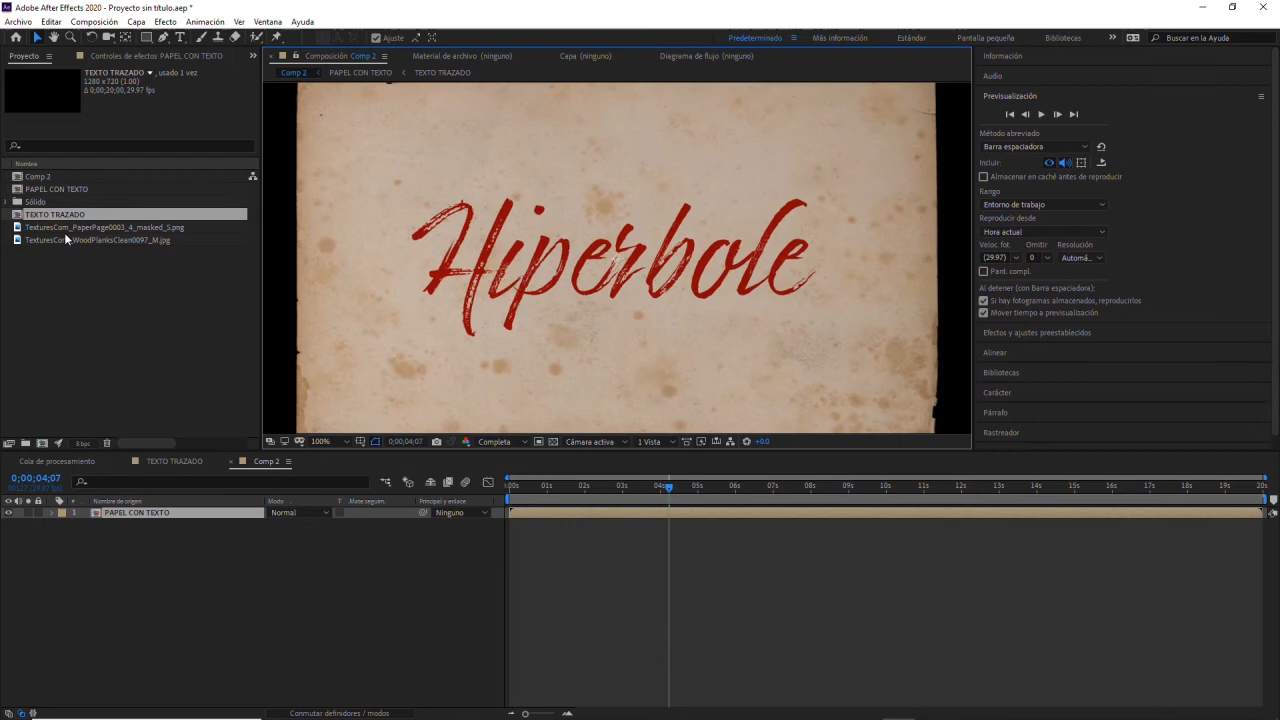 Adobe After Effects 2020 - Proyecto sin título.aep *
Archivo Editar Composición Capa Efecto Animación Ver Ventana Ayuda
Ajuste Predeterminado Más información Estándar Pantalla pequeña Bibliotecas Buscar en la Ayuda
Proyecto Controles de efectos PAPEL CON TEXTO
Composición Comp 2 Material de archivo (ninguno) Capa (ninguno) Diagrama de flujo (ninguno)
Comp 2 PAPEL CON TEXTO TEXTO TRAZADO
TEXTO TRAZADO , usado 1 vez
1280 x 720 (1.00)
Δ 0;00;20;00, 29.97 fps
Nombre
Comp 2
PAPEL CON TEXTO
Sólido
TEXTO TRAZADO
TexturesCom_PaperPage0003_4_masked_S.png
TexturesCom_WoodPlanksClean0097_M.jpg
8 bpc
Hiperbole
100% 0;00;04;07 Completa Cámara activa 1 Vista +0.0
Información
Audio
Previsualización
Método abreviado
Barra espaciadora
Incluir:
Almacenar en caché antes de reproducir
Rango
Entorno de trabajo
Reproducir desde
Hora actual
Veloc. fot. Omitir Resolución
(29.97) 0 Automá...
Pant. compl.
Al detener (con Barra espaciadora):
Si hay fotogramas almacenados, reproducirlos
Mover tiempo a previsualización
Efectos y ajustes preestablecidos
Alinear
Bibliotecas
Carácter
Párrafo
Rastreador
Cola de procesamiento TEXTO TRAZADO Comp 2
0;00;04;07
00127 (29.97 fps)
# Nombre de origen Modo T Mate seguim. Principal y enlace
1 PAPEL CON TEXTO Normal Ninguno
01s 02s 03s 05s 06s 07s 08s 09s 10s 11s 12s 13s 14s 15s 16s 17s 18s 19s 20s
Conmutar definidores / modos